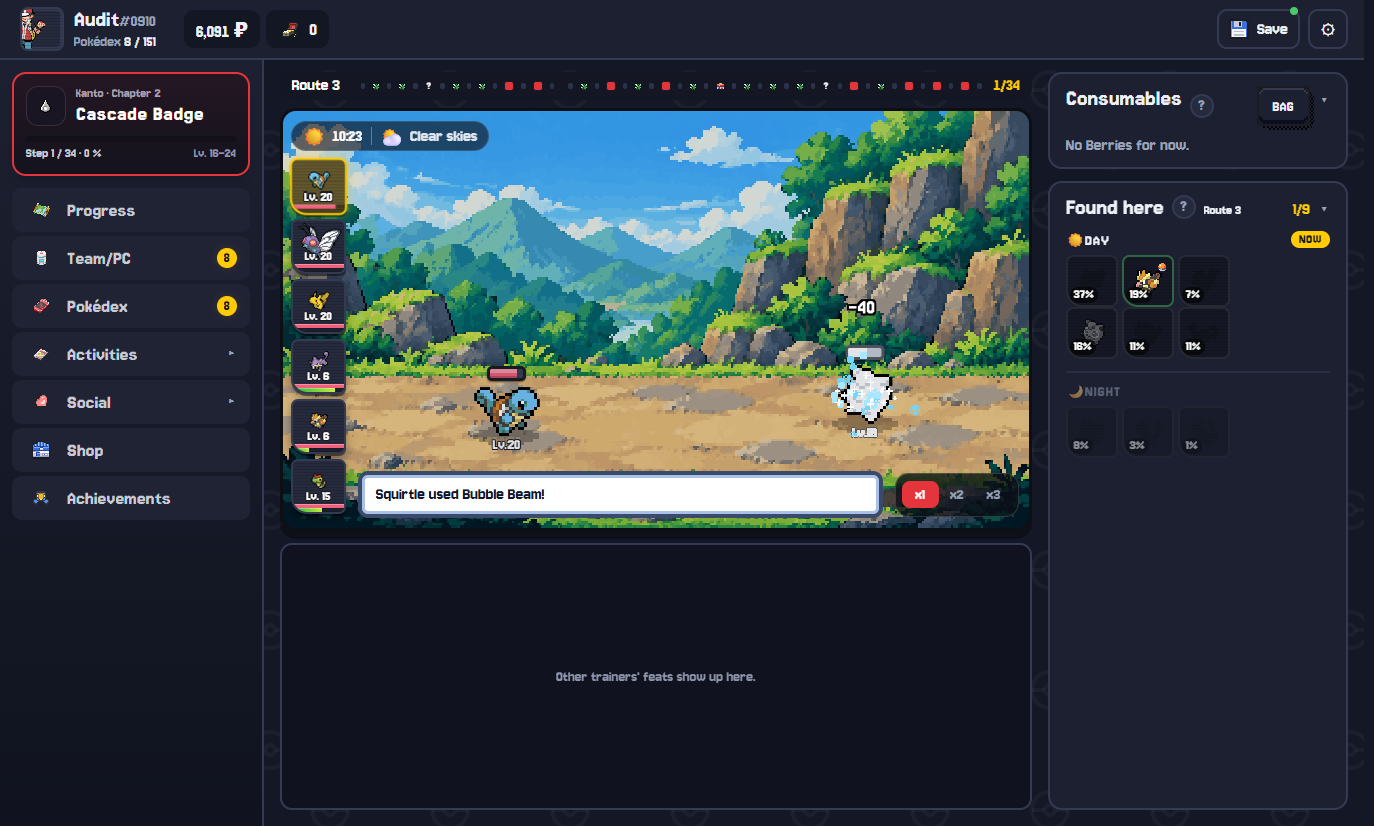 Audit#0910
Pokédex 8 / 151
6,091 ₽
0
Save
Kanto · Chapter 2
Cascade Badge
Step 1 / 34 · 0 %
Lv. 16-24
Progress
Team/PC
8
Pokédex
8
Activities
Social
Shop
Achievements
Route 3
?
?
1/34
10:23
Clear skies
Lv. 20
Lv. 20
Lv. 20
Lv. 6
Lv. 6
Lv. 15
-40
Lv.20
Squirtle used Bubble Beam!
x1
x2
x3
Other trainers' feats show up here.
Consumables
?
BAG
No Berries for now.
Found here
?
Route 3
1/9
DAY
NOW
37%
19%
7%
16%
11%
11%
NIGHT
8%
3%
1%